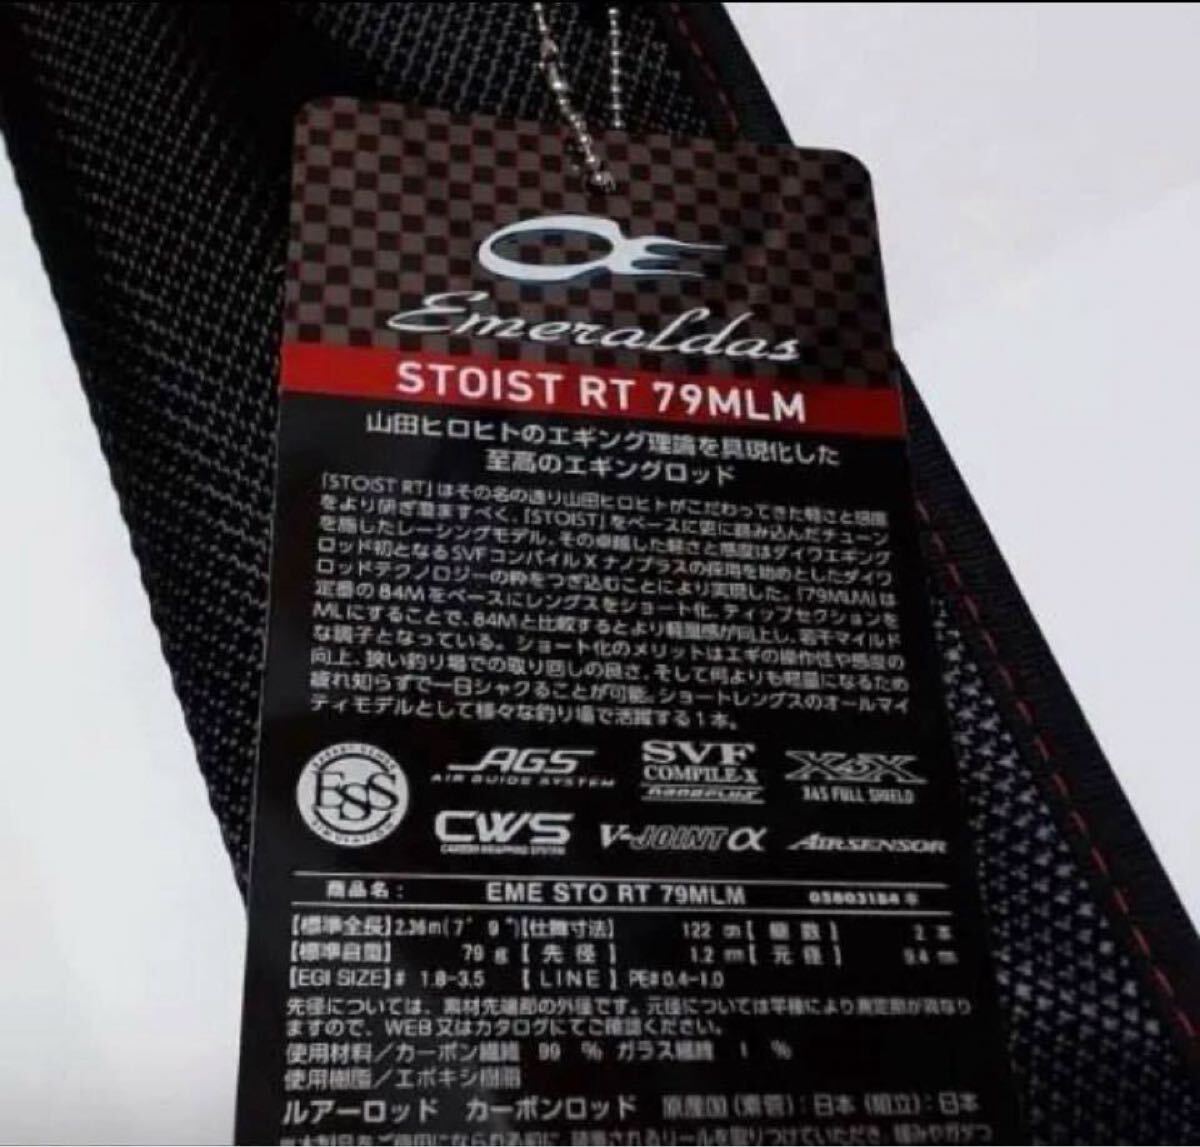 Emeraldas
STOIST RT 79MLM
山田ヒロヒトのエギング理論を具現化した
至高のエギングロッド
「STOIST RT」はその名の通り山田ヒロヒトがこだわってきた軽さと感度
をより研ぎ澄ますべく、「STOIST」をベースに更に踏み込んだチューン
を施したレーシングモデル。その卓越した軽さと感度はダイワエギング
ロッド初となるSVFコンパイルXナノプラスの採用を始めとしたダイワ
ロッドテクノロジーの粋をつぎ込むことにより実現した。「79MLM」は
定番の84Mをベースにレングスをショート化、ティップセクションを
MLにすることで、84Mと比較するとより軽量感が向上し、若干マイルド
な調子となっている。ショート化のメリットはエギの操作性や感度の
向上、狭い釣り場での取り回しの良さ、そして何よりも軽量になるため
疲れ知らずで一日シャクることが可能。ショートレングスのオールマイ
ティモデルとして様々な釣り場で活躍する1本。
ESS
AGS SVF X45X
AIR GUIDE SYSTEM COMPILE-X
nanoplus X45 FULL SHIELD
CWS V-JOINTα AIRSENSOR
商品名: EME STO RT 79MLM 05803184
【標準全長】2.36m(7'9")【仕舞寸法】 122 cm【継数】 2 本
【標準自重】 79 g【先径】 1.2 mm【元径】 9.4 mm
【EGI SIZE】# 1.8-3.5 【LINE】PE#0.4-1.0
先径については、素材先端部の外径です。元径については竿種により測定部が異なり
ますので、WEB又はカタログにてご確認ください。
使用材料/カーボン繊維 99 % ガラス繊維 1 %
使用樹脂/エポキシ樹脂
ルアーロッド カーボンロッド 原産国(素管):日本(組立):日本